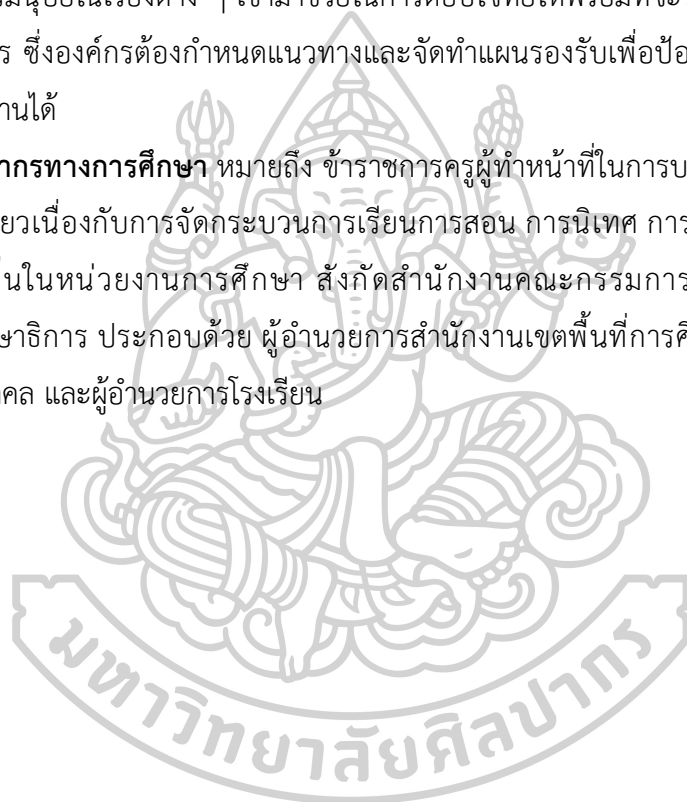 ร ซึ่งองค์กรต้องกำหนดแนวทางและจัดทำแผนรองรับเพื่อป้อ
านได้
ากรทางการศึกษา หมายถึง ข้าราชการครูผู้ทำหน้าที่ในการบ
ยวเนื่องกับการจัดกระบวนการเรียนการสอน การนิเทศ การ
นในหน่วยงานการศึกษา สังกัดสำนักงานคณะกรรมการ
ษาธิการ ประกอบด้วย ผู้อำนวยการสำนักงานเขตพื้นที่การศึ
คล และผู้อำนวยการโรงเรียน
มหาวิทยาลัยศิลปากร